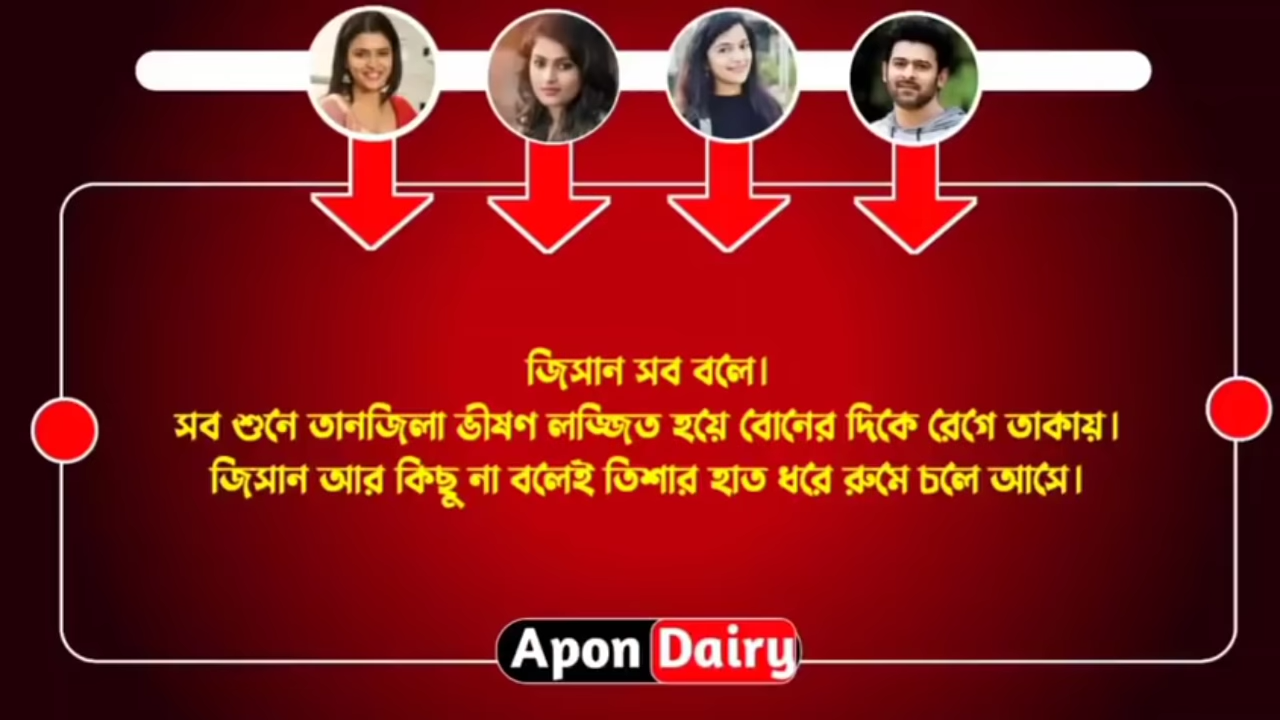 জিসান সব বলে।
সব শুনে তানজিলা ভীষণ লজ্জিত হয়ে বোনের দিকে রেগে তাকায়।
জিসান আর কিছু না বলেই তিশার হাত ধরে রুমে চলে আসে।
Apon Dairy